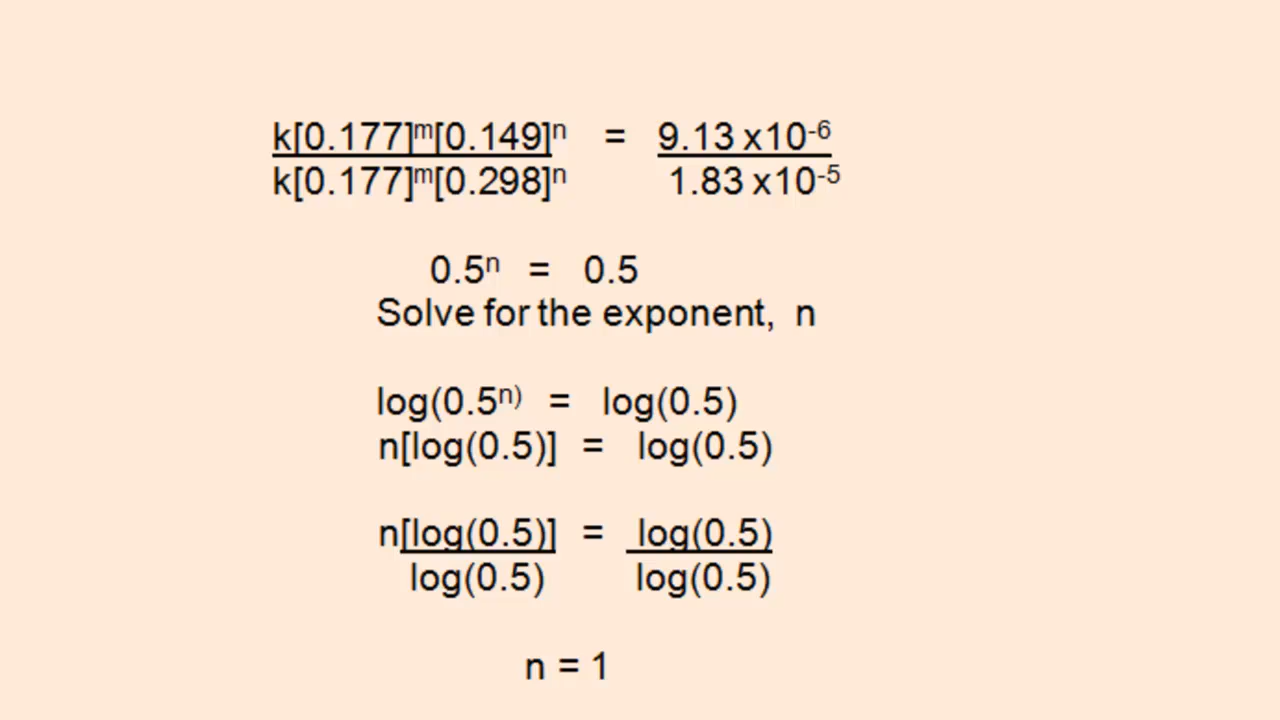 k[0.177]ᵐ[0.149]ⁿ = 9.13 x10⁻⁶
k[0.177]ᵐ[0.298]ⁿ 1.83 x10⁻⁵
0.5ⁿ = 0.5
Solve for the exponent, n
log(0.5ⁿ⁾ = log(0.5)
n[log(0.5)] = log(0.5)
n[log(0.5)] = log(0.5)
log(0.5) log(0.5)
n = 1